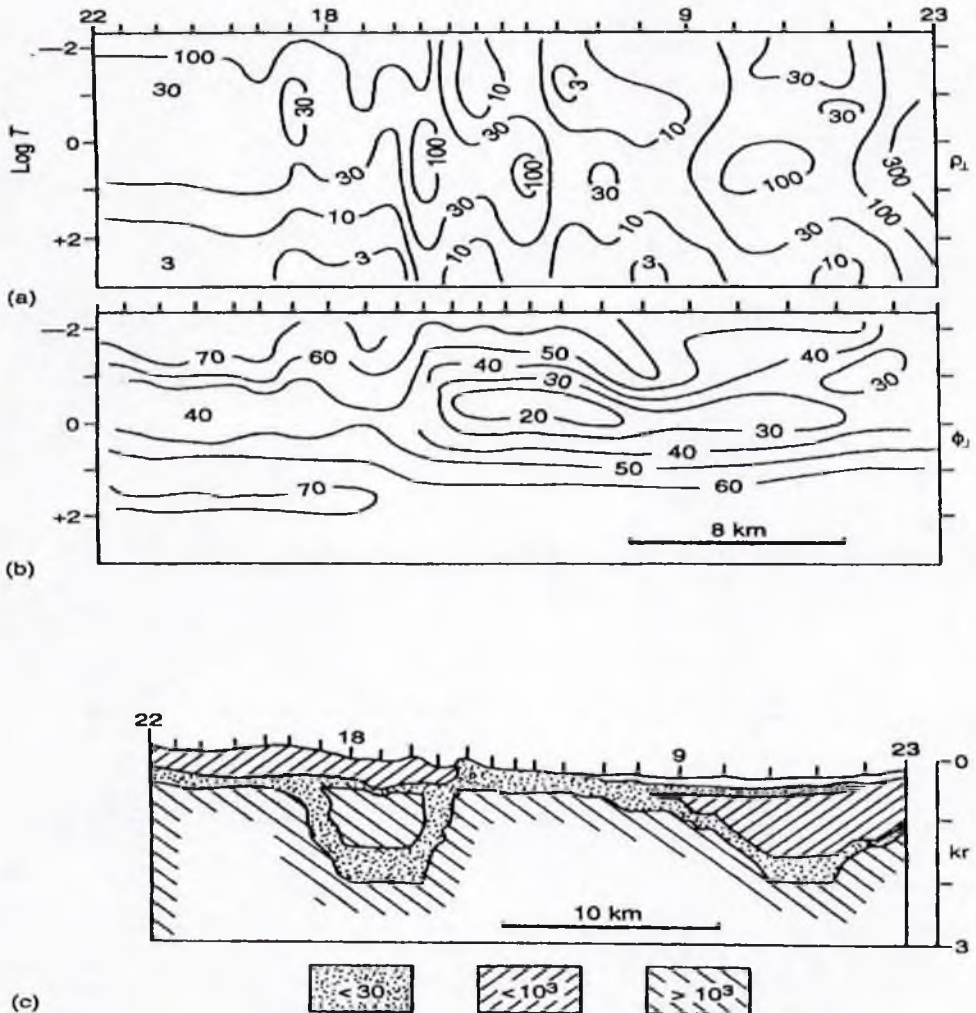 22 18 9 23
—2 100 10 3 30
30 30 30
Log T 0 100 30 10 ρ⊥
30 100 30 100 300
10 30 30 100
+2 10 10 30
3 3 3 10
(a)
—2 70 60 50 40
40 30 30
40 20 30
0 40 φ⊥
50
70 60
+2
8 km
(b)
22 18 9 23
0
kr
10 km
3
(c) < 30 <10³ ≥ 10³